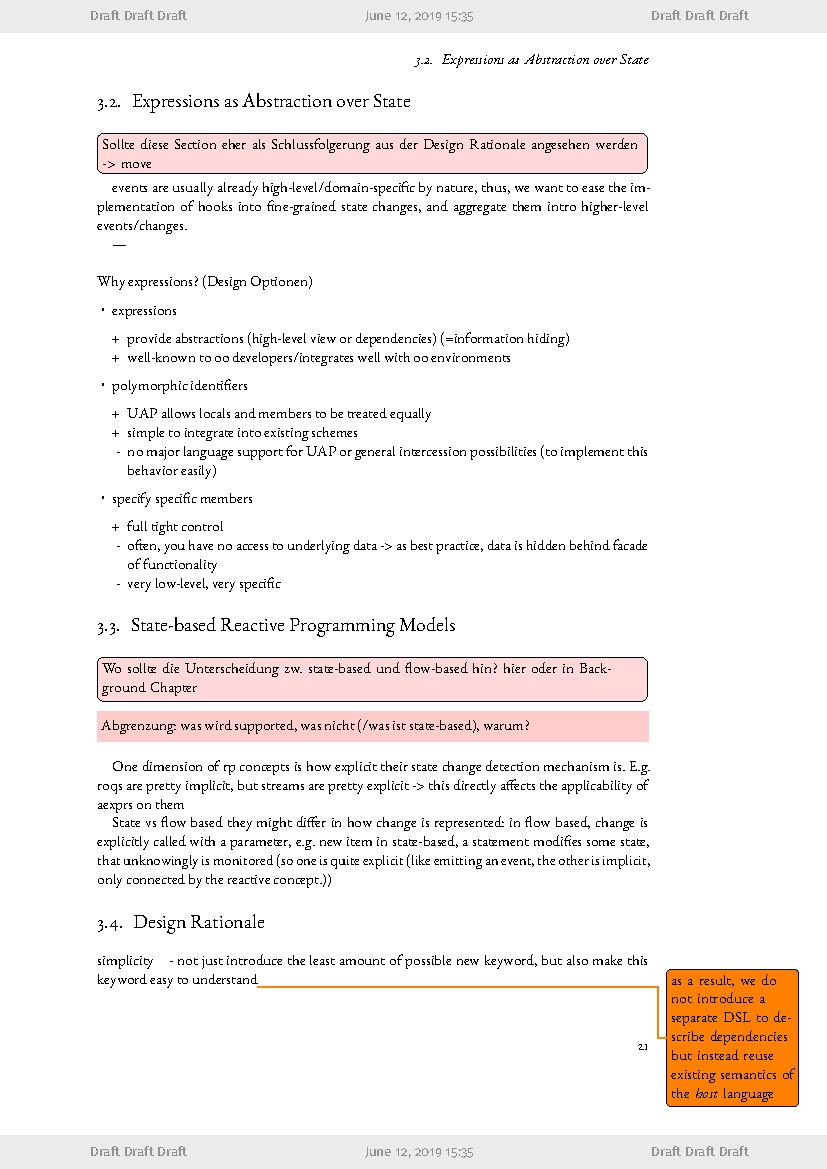 Draft Draft Draft June 12, 2019 15:35 Draft Draft Draft
3.2. Expressions as Abstraction over State
3.2. Expressions as Abstraction over State
Sollte diese Section eher als Schlussfolgerung aus der Design Rationale angesehen werden
-> move
events are usually already high-level/domain-specific by nature, thus, we want to ease the im-
plementation of hooks into fine-grained state changes, and aggregate them intro higher-level
events/changes.
—
Why expressions? (Design Optionen)
• expressions
+ provide abstractions (high-level view or dependencies) (=information hiding)
+ well-known to oo developers/integrates well with oo environments
• polymorphic identifiers
+ UAP allows locals and members to be treated equally
+ simple to integrate into existing schemes
- no major language support for UAP or general intercession possibilities (to implement this
behavior easily)
• specify specific members
+ full tight control
- often, you have no access to underlying data -> as best practice, data is hidden behind facade
of functionality
- very low-level, very specific
3.3. State-based Reactive Programming Models
Wo sollte die Unterscheidung zw. state-based und flow-based hin? hier oder in Back-
ground Chapter
Abgrenzung: was wird supported, was nicht (/was ist state-based), warum?
One dimension of rp concepts is how explicit their state change detection mechanism is. E.g.
roqs are pretty implicit, but streams are pretty explicit -> this directly affects the applicability of
aexprs on them
State vs flow based they might differ in how change is represented: in flow based, change is
explicitly called with a parameter, e.g. new item in state-based, a statement modifies some state,
that unknowingly is monitored (so one is quite explicit (like emitting an event, the other is implicit,
only connected by the reactive concept.))
3.4. Design Rationale
simplicity - not just introduce the least amount of possible new keyword, but also make this
keyword easy to understand
as a result, we do
not introduce a
separate DSL to de-
scribe dependencies
but instead reuse
existing semantics of
the host language
21
Draft Draft Draft June 12, 2019 15:35 Draft Draft Draft